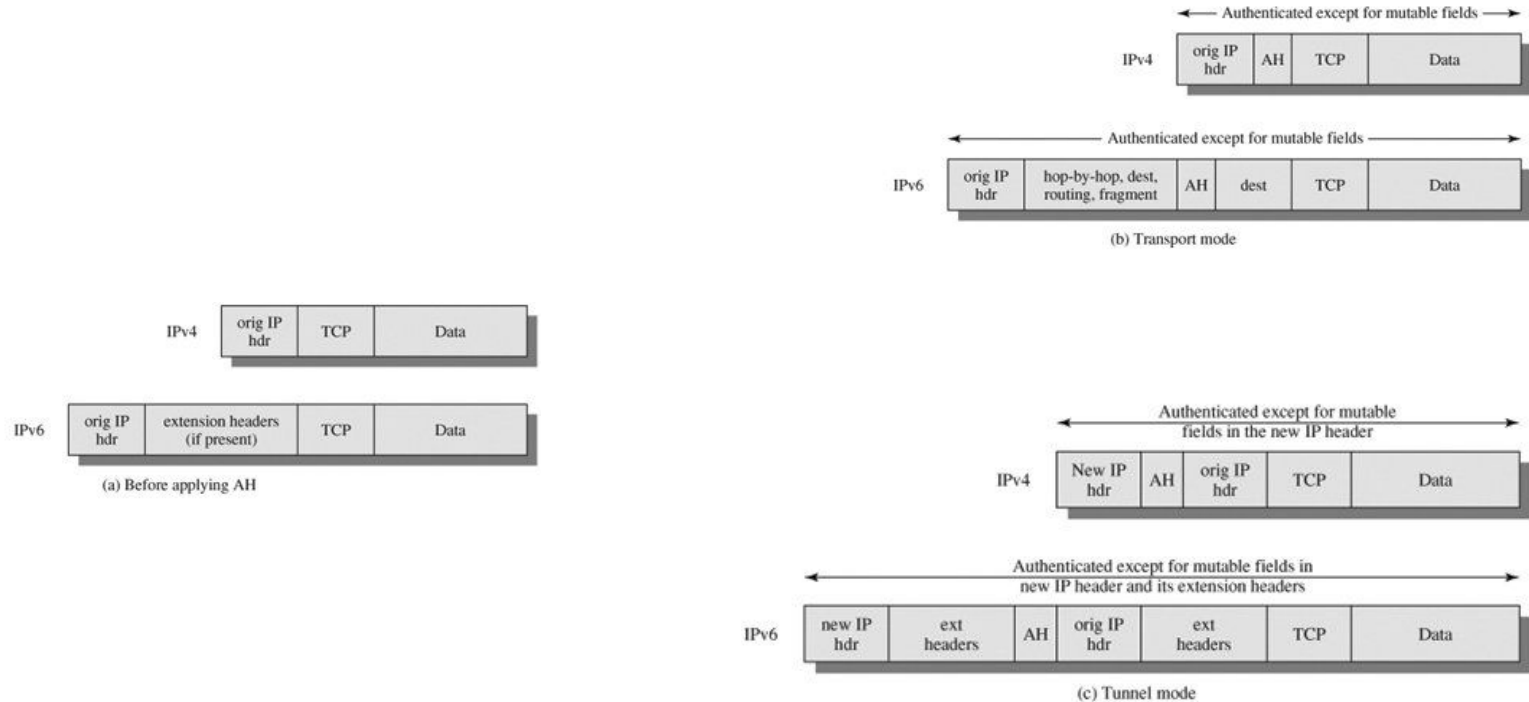 Authenticated except for mutable fields
IPv4
orig IP
hdr
AH
TCP
Data
Authenticated except for mutable fields
IPv6
orig IP
hdr
hop-by-hop, dest,
routing, fragment
AH
dest
TCP
Data
(b) Transport mode
IPv4
orig IP
hdr
TCP
Data
IPv6
orig IP
hdr
extension headers
(if present)
TCP
Data
(a) Before applying AH
Authenticated except for mutable
fields in the new IP header
IPv4
New IP
hdr
AH
orig IP
hdr
TCP
Data
Authenticated except for mutable fields in
new IP header and its extension headers
IPv6
new IP
hdr
ext
headers
AH
orig IP
hdr
ext
headers
TCP
Data
(c) Tunnel mode